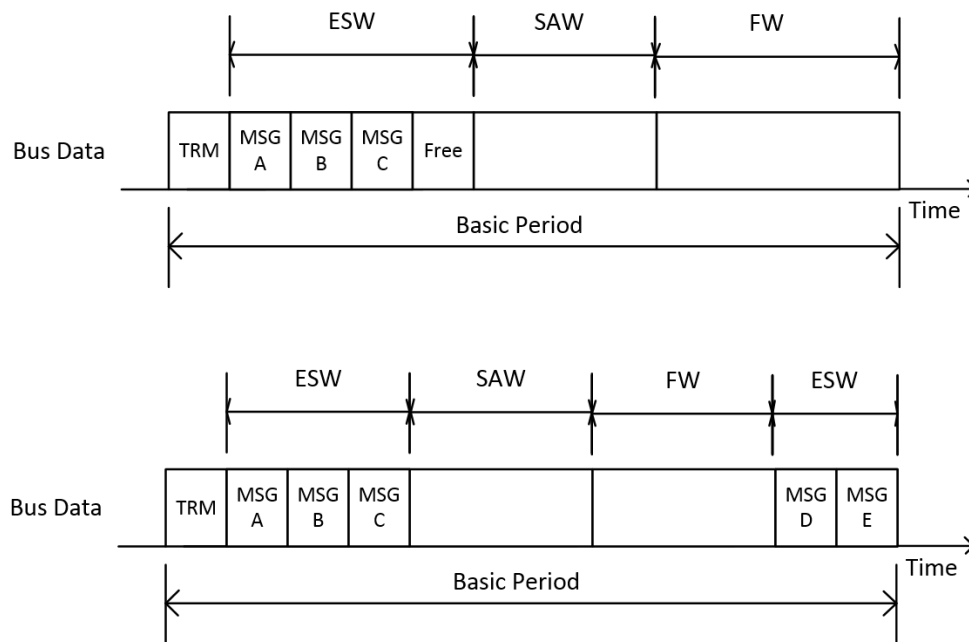 ESW SAW FW
Bus Data TRM MSG A MSG B MSG C Free
Time
Basic Period
ESW SAW FW ESW
Bus Data TRM MSG A MSG B MSG C MSG D MSG E
Time
Basic Period